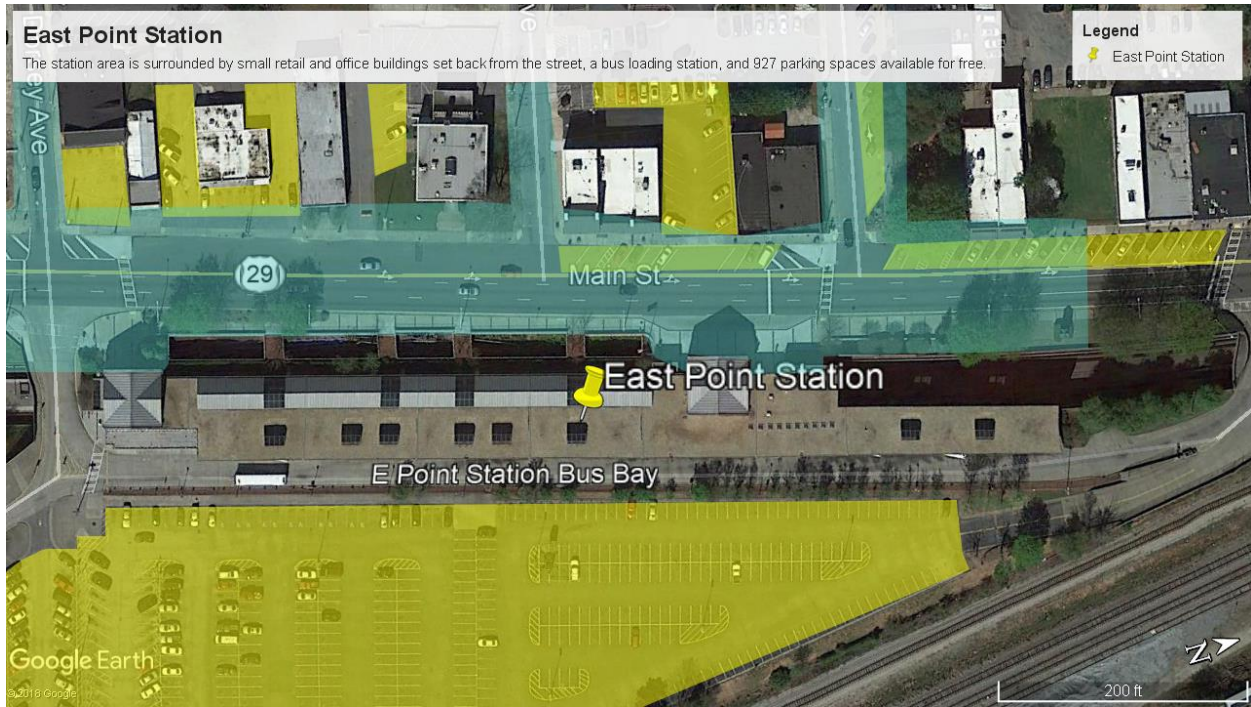 East Point Station
The station area is surrounded by small retail and office buildings set back from the street, a bus loading station, and 927 parking spaces available for free.
Legend
East Point Station
Ave
29
Main St
East Point Station
E Point Station Bus Bay
Google Earth
© 2018 Google
N
200 ft